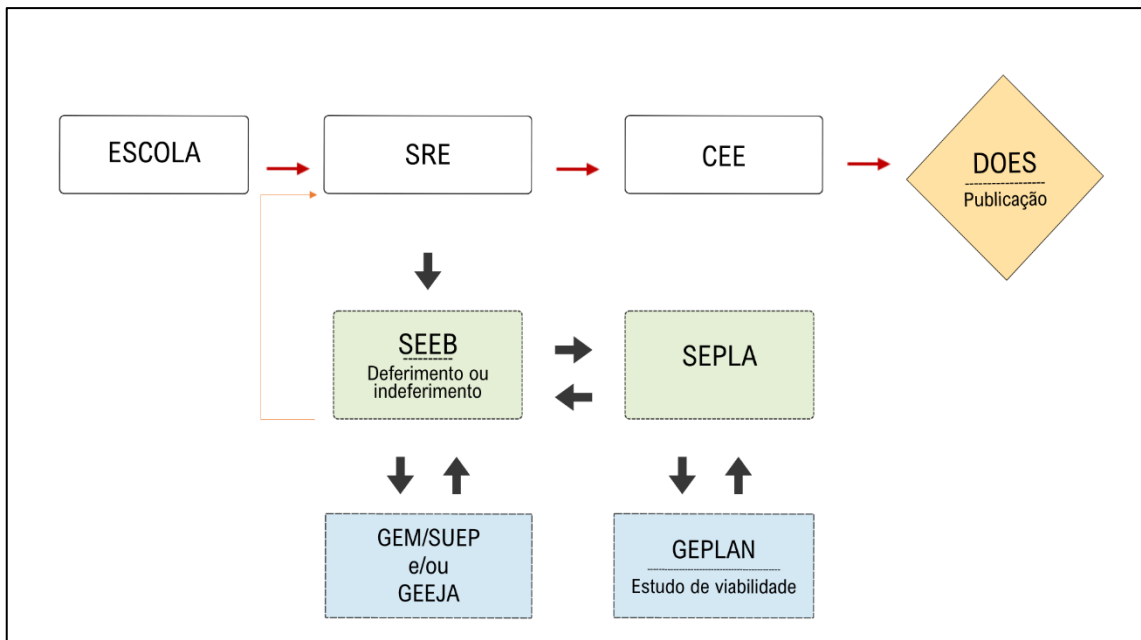 ESCOLA
SRE
CEE
DOES
Publicação
SEEB
Deferimento ou
indeferimento
SEPLA
GEM/SUEP
e/ou
GEEJA
GEPLAN
Estudo de viabilidade